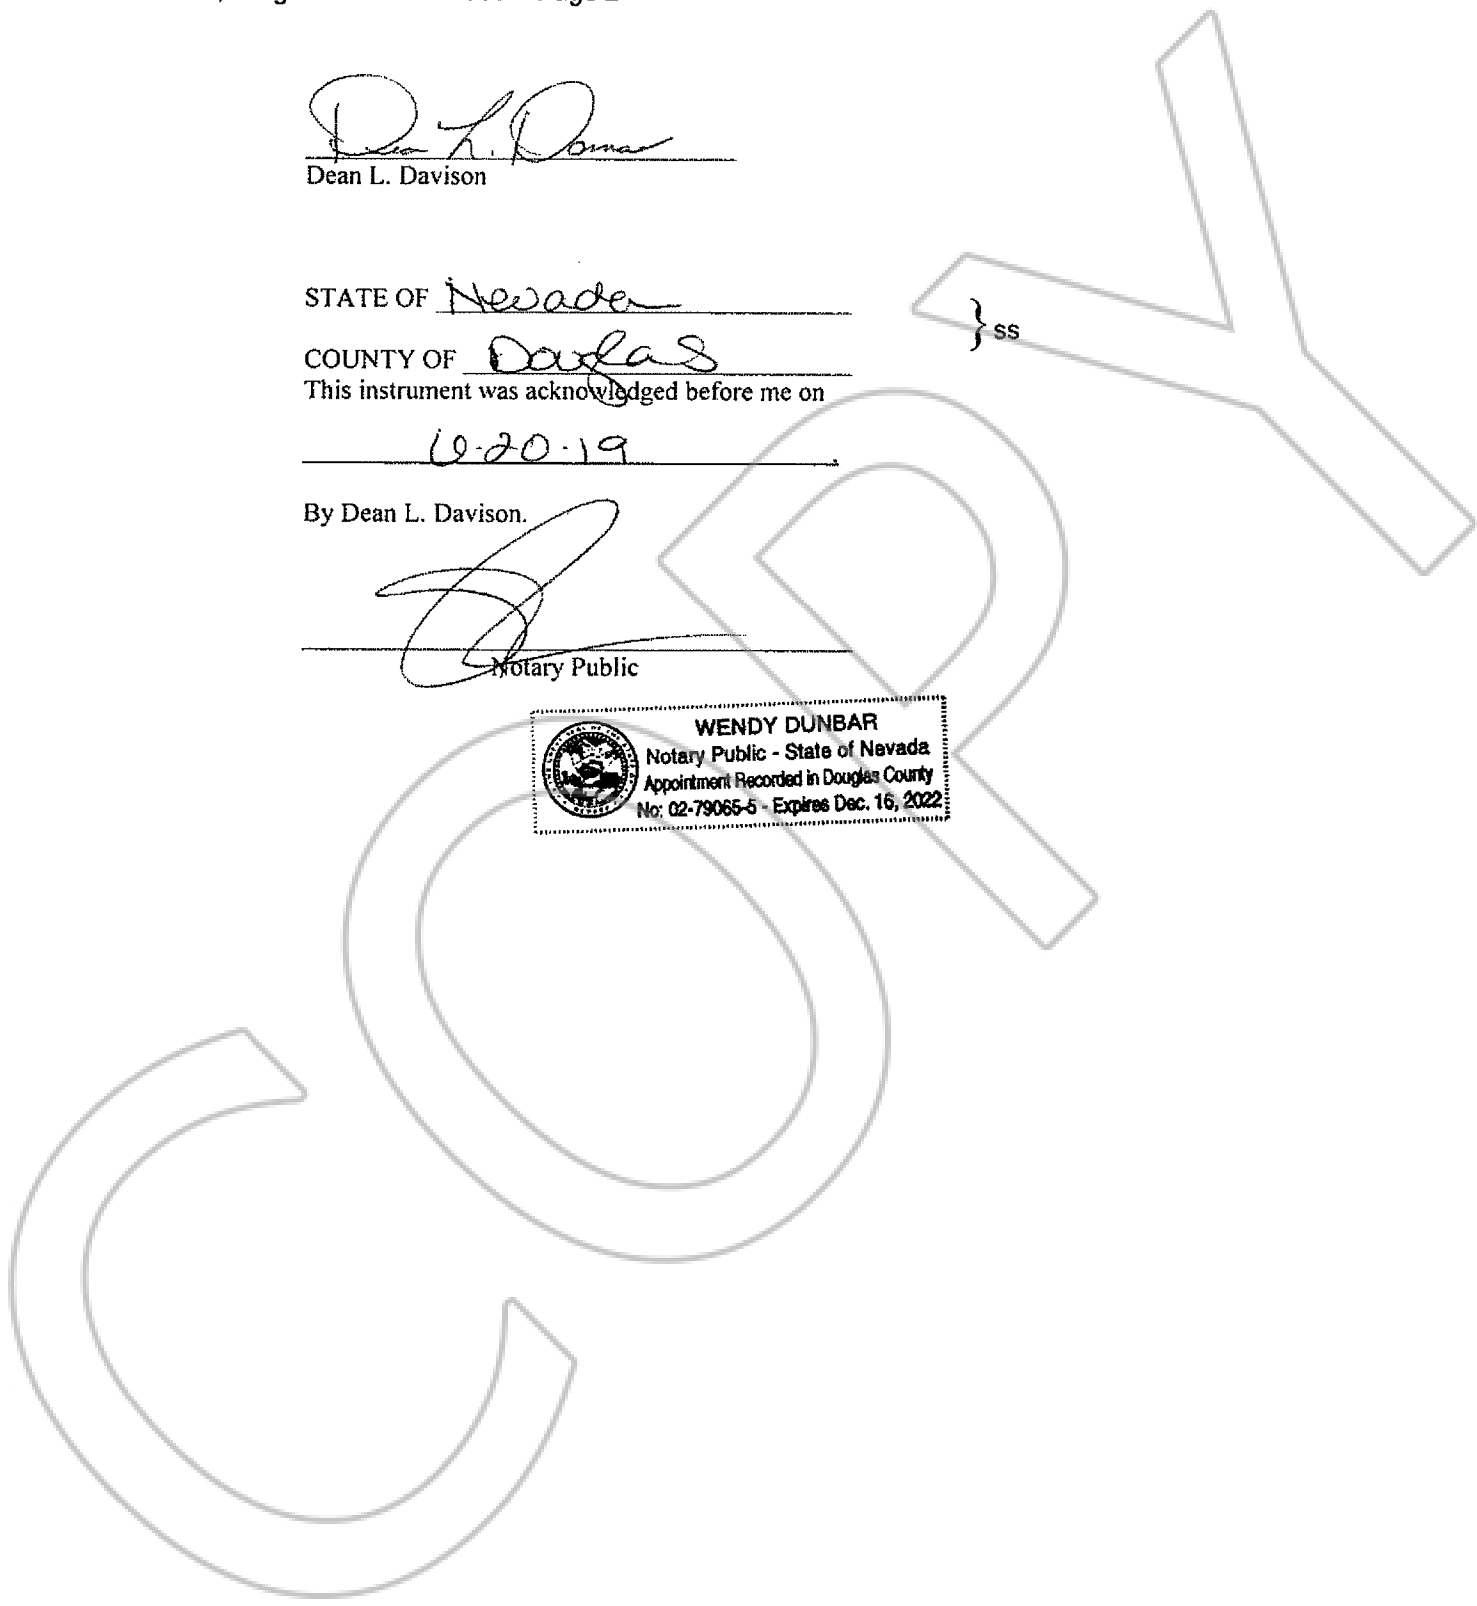 Dean L. Davison
STATE OF Nevada
} ss
COUNTY OF Douglas
This instrument was acknowledged before me on
6-20-19.
By Dean L. Davison.
Notary Public
WENDY DUNBAR
Notary Public - State of Nevada
Appointment Recorded in Douglas County
No: 02-79065-5 - Expires Dec. 16, 2022
COPY